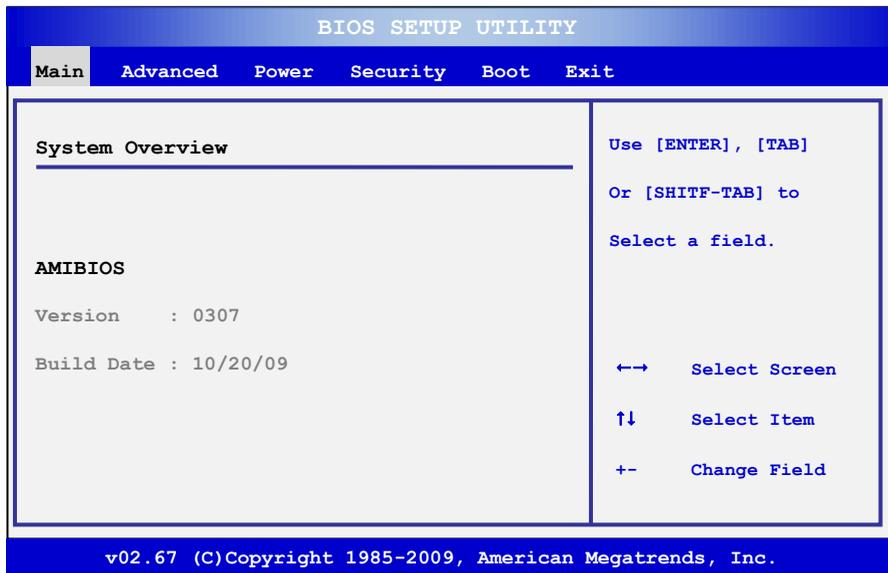 BIOS SETUP UTILITY
Main Advanced Power Security Boot Exit
System Overview
AMIBIOS
Version : 0307
Build Date : 10/20/09
Use [ENTER], [TAB]
Or [SHITF-TAB] to
Select a field.
←→ Select Screen
↑↓ Select Item
+- Change Field
v02.67 (C)Copyright 1985-2009, American Megatrends, Inc.